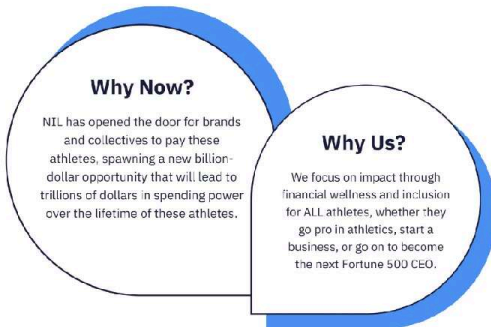 Why Now?
NIL has opened the door for brands
and collectives to pay these
athletes, spawning a new billion-
dollar opportunity that will lead to
trillions of dollars in spending power
over the lifetime of these athletes.
Why Us?
We focus on impact through
financial wellness and inclusion
for ALL athletes, whether they
go pro in athletics, start a
business, or go on to become
the next Fortune 500 CEO.